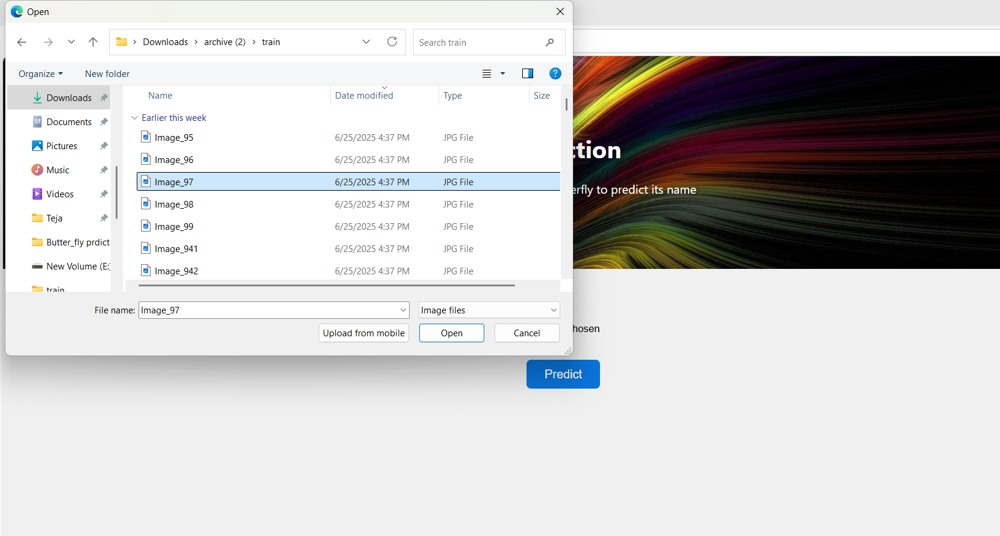 Open
Downloads > archive (2) > train
Search train
Organize
New folder
?
Downloads
Documents
Pictures
Music
Videos
Teja
Butter_fly prdict
New Volume (E:)
train
Name Date modified Type Size
Earlier this week
Image_95 6/25/2025 4:37 PM JPG File
Image_96 6/25/2025 4:37 PM JPG File
Image_97 6/25/2025 4:37 PM JPG File
Image_98 6/25/2025 4:37 PM JPG File
Image_99 6/25/2025 4:37 PM JPG File
Image_941 6/25/2025 4:37 PM JPG File
Image_942 6/25/2025 4:37 PM JPG File
File name: Image_97
Image files
Upload from mobile
Open
Cancel
ction
erfly to predict its name
hosen
Predict